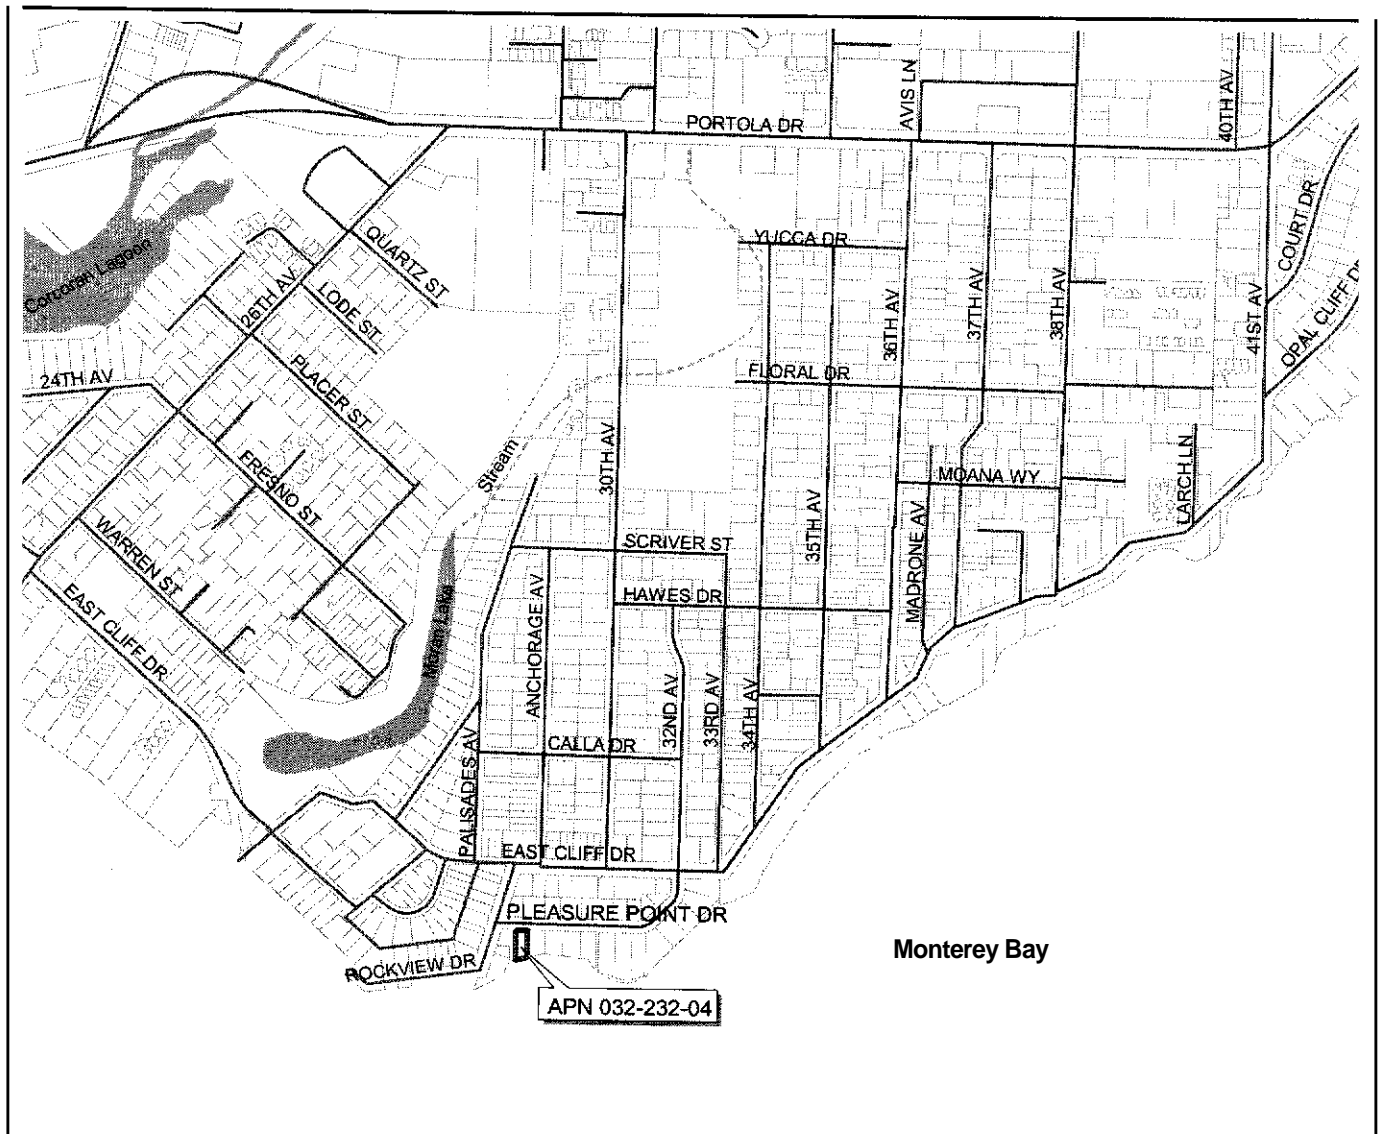 PORTOLA DR
AVIS LN
40TH AV
COURT DR
OPAL CLIFF DR
Corcoran Lagoon
QUARTZ ST
YUCCA DR
26TH AV
LODE ST
36TH AV
37TH AV
38TH AV
41ST AV
24TH AV
PLACER ST
FLORAL DR
FRESNO ST
Stream
30TH AV
MOANA WY
LARCH LN
WARREN ST
SCRIVER ST
35TH AV
MADRONE AV
EAST CLIFF DR
HAWES DR
ANCHORAGE AV
Moran Lake
32ND AV
33RD AV
34TH AV
CALLA DR
PALISADES AV
EAST CLIFF DR
PLEASURE POINT DR
ROCKVIEW DR
Monterey Bay
APN 032-232-04